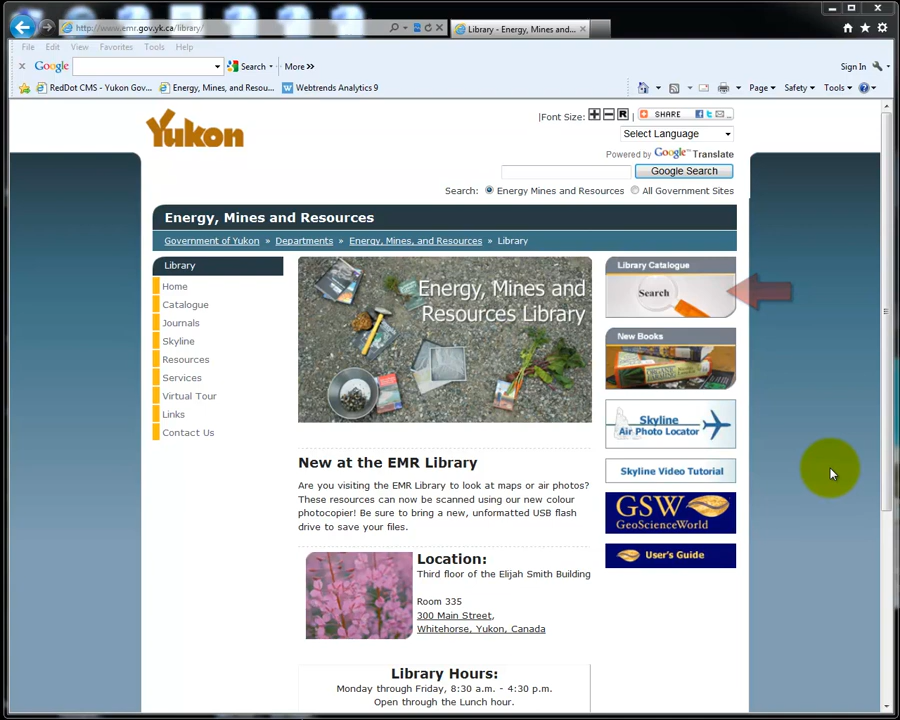 http://www.emr.gov.yk.ca/library/
Library - Energy, Mines and...
File Edit View Favorites Tools Help
x Google Search More »
Sign In
RedDot CMS - Yukon Gov... Energy, Mines, and Resou... Webtrends Analytics 9
Page Safety Tools
Yukon
|Font Size: R | SHARE
Select Language
Powered by Google™ Translate
Google Search
Search: Energy Mines and Resources All Government Sites
Energy, Mines and Resources
Government of Yukon » Departments » Energy, Mines, and Resources » Library
Library
Home
Catalogue
Journals
Skyline
Resources
Services
Virtual Tour
Links
Contact Us
Energy, Mines and
Resources Library
Library Catalogue
Search
New Books
Skyline
Air Photo Locator
Skyline Video Tutorial
GSW
GeoScienceWorld
User's Guide
New at the EMR Library
Are you visiting the EMR Library to look at maps or air photos?
These resources can now be scanned using our new colour
photocopier! Be sure to bring a new, unformatted USB flash
drive to save your files.
Location:
Third floor of the Elijah Smith Building
Room 335
300 Main Street,
Whitehorse, Yukon, Canada
Library Hours:
Monday through Friday, 8:30 a.m. - 4:30 p.m.
Open through the Lunch hour.